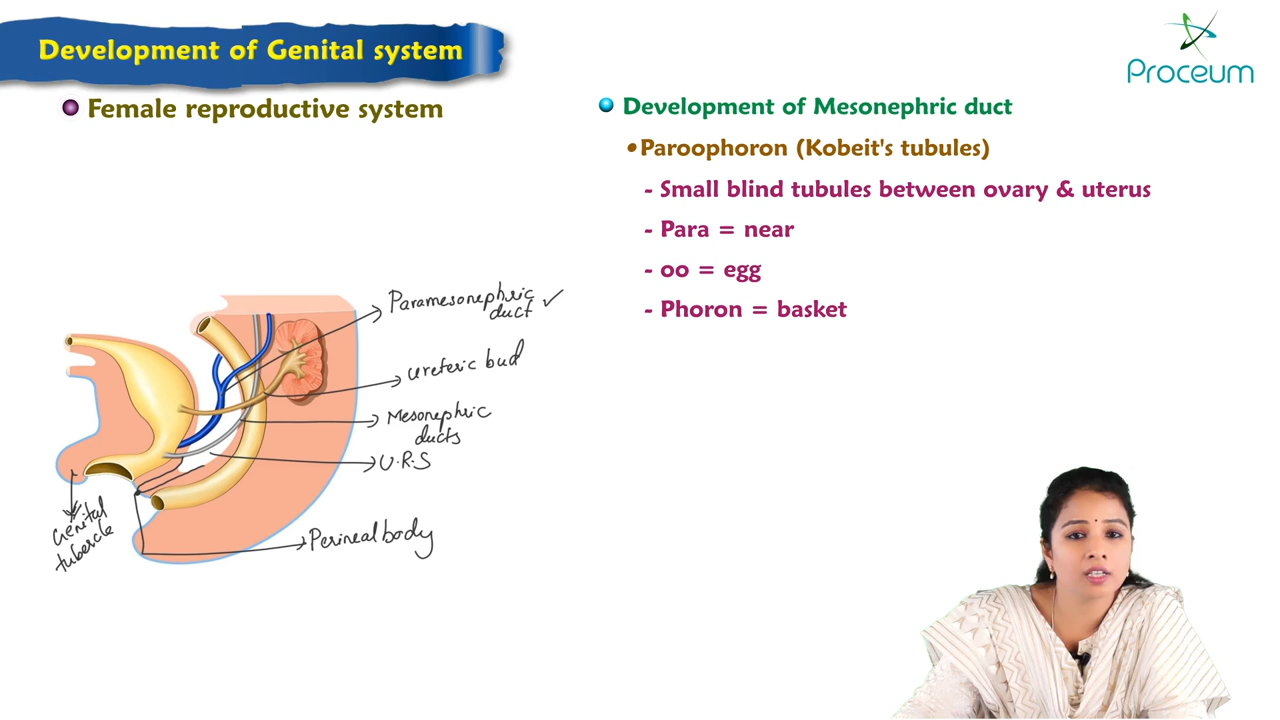 Development of Genital system
Proceum
Female reproductive system
Development of Mesonephric duct
•Paroophoron (Kobeit's tubules)
- Small blind tubules between ovary & uterus
- Para = near
- oo = egg
- Phoron = basket
Paramesonephric
duct
ureteric bud
Mesonephric
ducts
U.R.S
Perineal body
Genital
tubercle